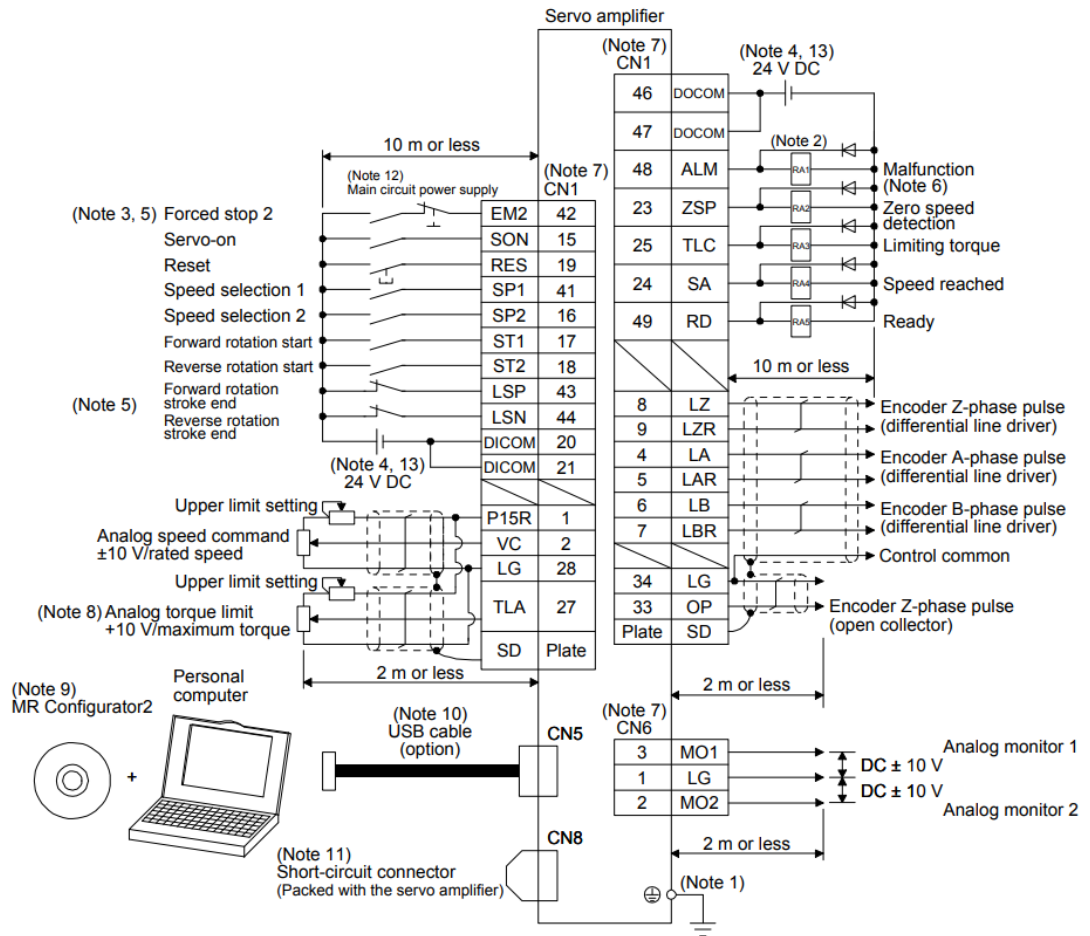 Servo amplifier
10 m or less
(Note 7)
CN1
(Note 12)
Main circuit power supply
(Note 3, 5) Forced stop 2 EM2 42
Servo-on SON 15
Reset RES 19
Speed selection 1 SP1 41
Speed selection 2 SP2 16
Forward rotation start ST1 17
Reverse rotation start ST2 18
Forward rotation
stroke end LSP 43
(Note 5)
Reverse rotation
stroke end LSN 44
DICOM 20
DICOM 21
(Note 4, 13)
24 V DC
Upper limit setting
P15R 1
Analog speed command
±10 V/rated speed
VC 2
LG 28
Upper limit setting
(Note 8) Analog torque limit
+10 V/maximum torque
TLA 27
SD Plate
2 m or less
(Note 7)
CN1
(Note 4, 13)
24 V DC
46 DOCOM
47 DOCOM
(Note 2)
48 ALM RA1 Malfunction
(Note 6)
23 ZSP RA2 Zero speed
detection
25 TLC RA3 Limiting torque
24 SA RA4 Speed reached
49 RD RA5 Ready
10 m or less
8 LZ Encoder Z-phase pulse
9 LZR (differential line driver)
4 LA Encoder A-phase pulse
5 LAR (differential line driver)
6 LB Encoder B-phase pulse
7 LBR (differential line driver)
Control common
34 LG
33 OP Encoder Z-phase pulse
(open collector)
Plate SD
2 m or less
(Note 9)
MR Configurator2
+
Personal
computer
(Note 10)
USB cable
(option)
CN5
(Note 7)
CN6
3 MO1 Analog monitor 1
DC ± 10 V
1 LG
DC ± 10 V
2 MO2 Analog monitor 2
2 m or less
CN8
(Note 11)
Short-circuit connector
(Packed with the servo amplifier)
(Note 1)